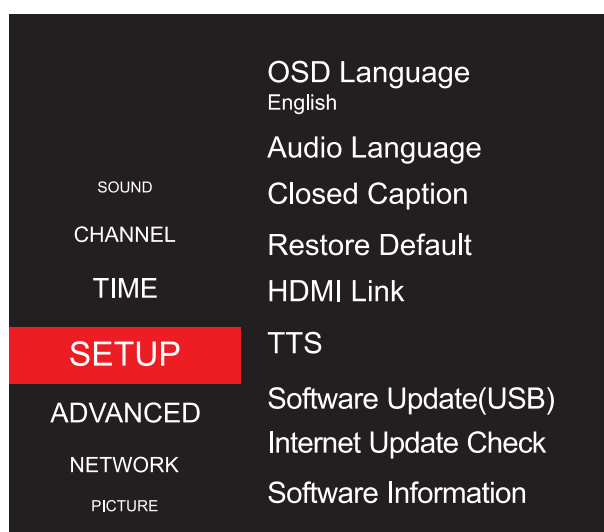 SOUND
CHANNEL
TIME
SETUP
ADVANCED
NETWORK
PICTURE
OSD Language
English
Audio Language
Closed Caption
Restore Default
HDMI Link
TTS
Software Update(USB)
Internet Update Check
Software Information